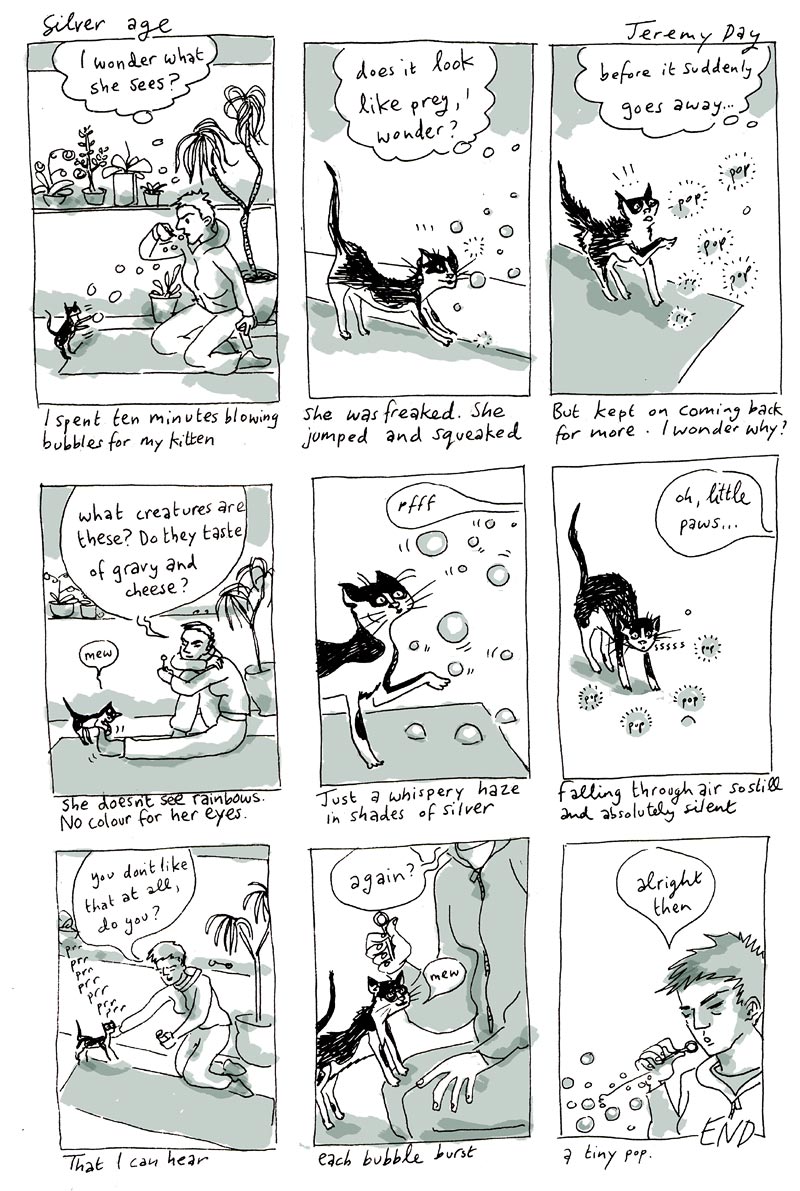 Silver age
Jeremy Day
I wonder what
she sees?
I spent ten minutes blowing
bubbles for my kitten
does it look
like prey, I
wonder?
she was freaked. She
jumped and squeaked
before it suddenly
goes away...
pop
pop
pop
pop
But kept on coming back
for more. I wonder why?
what creatures are
these? Do they taste
of gravy and
cheese?
mew
she doesnt see rainbows.
No colour for her eyes.
rfff
Just a whispery haze
in shades of silver
oh, little
paws...
sssss
pop
pop
pop
pop
falling through air so still
and absolutely silent
you don't like
that at all,
do you?
prr
prr
prr
prr
prr
prr
That I can hear
again?
mew
each bubble burst
alright
then
END
a tiny pop.